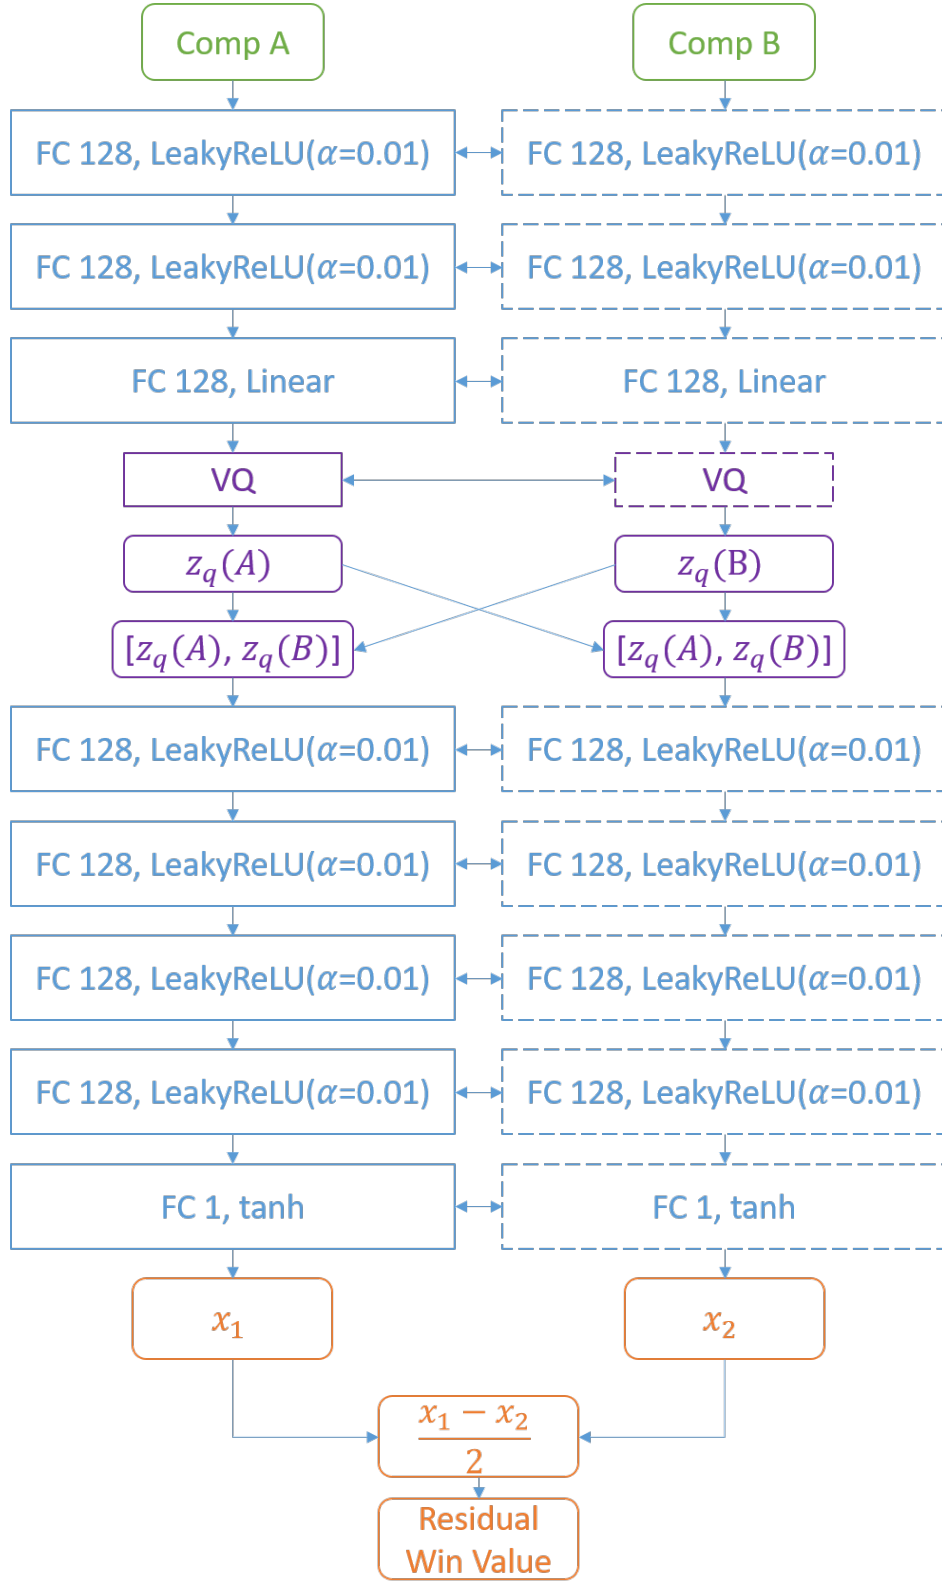 Comp A Comp B
FC 128, LeakyReLU(α=0.01) FC 128, LeakyReLU(α=0.01)
FC 128, LeakyReLU(α=0.01) FC 128, LeakyReLU(α=0.01)
FC 128, Linear FC 128, Linear
VQ VQ
z_q(A) z_q(B)
[z_q(A), z_q(B)] [z_q(A), z_q(B)]
FC 128, LeakyReLU(α=0.01) FC 128, LeakyReLU(α=0.01)
FC 128, LeakyReLU(α=0.01) FC 128, LeakyReLU(α=0.01)
FC 128, LeakyReLU(α=0.01) FC 128, LeakyReLU(α=0.01)
FC 128, LeakyReLU(α=0.01) FC 128, LeakyReLU(α=0.01)
FC 1, tanh FC 1, tanh
x₁ x₂
x₁ − x₂
2
Residual
Win Value